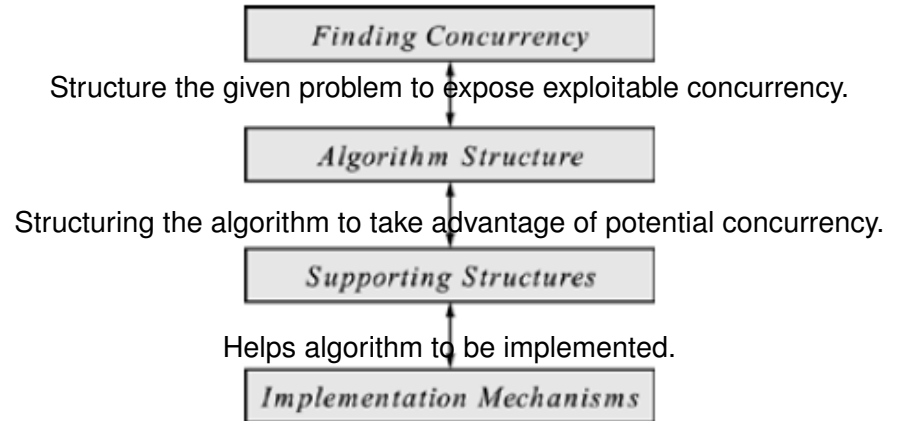 Finding Concurrency
Structure the given problem to expose exploitable concurrency.
Algorithm Structure
Structuring the algorithm to take advantage of potential concurrency.
Supporting Structures
Helps algorithm to be implemented.
Implementation Mechanisms